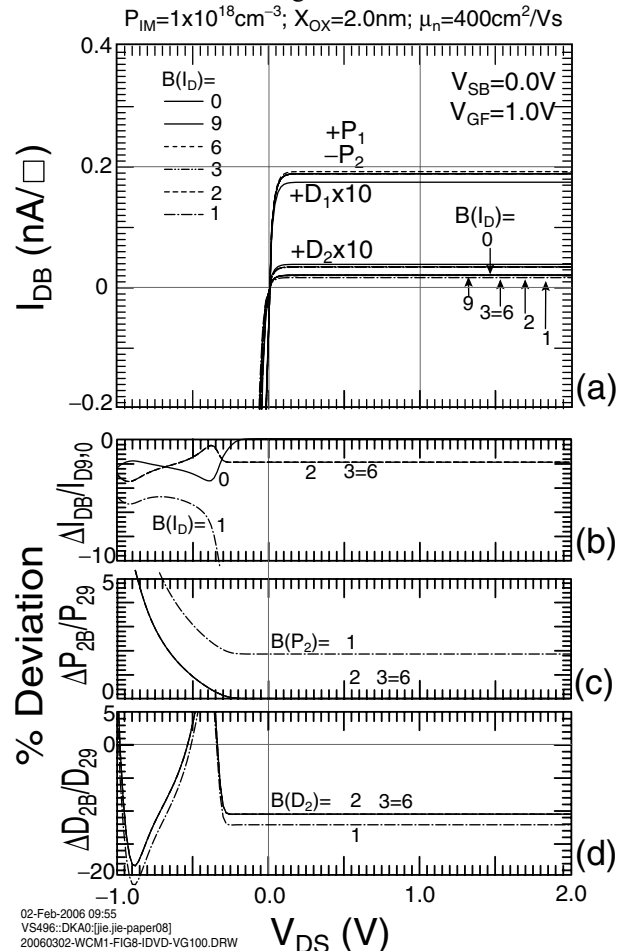 P_IM=1x10^18cm^−3; X_OX=2.0nm; μ_n=400cm^2/Vs
0.4
B(I_D)=
0
9
6
3
2
1
V_SB=0.0V
V_GF=1.0V
+P_1
−P_2
0.2
+D_1x10
B(I_D)=
0
+D_2x10
0
9
3=6
2
1
−0.2
I_DB (nA/□)
(a)
0
0
2 3=6
B(I_D)= 1
−10
ΔI_DB/I_D9,0
(b)
5
B(P_2)= 1
2 3=6
0
ΔP_2B/P_29
(c)
% Deviation
5
0
B(D_2)= 2 3=6
1
−20
ΔD_2B/D_29
(d)
−1.0 0.0 1.0 2.0
V_DS (V)
02-Feb-2006 09:55
VS496::DKA0:[jie.jie-paper08]
20060302-WCM1-FIG8-IDVD-VG100.DRW